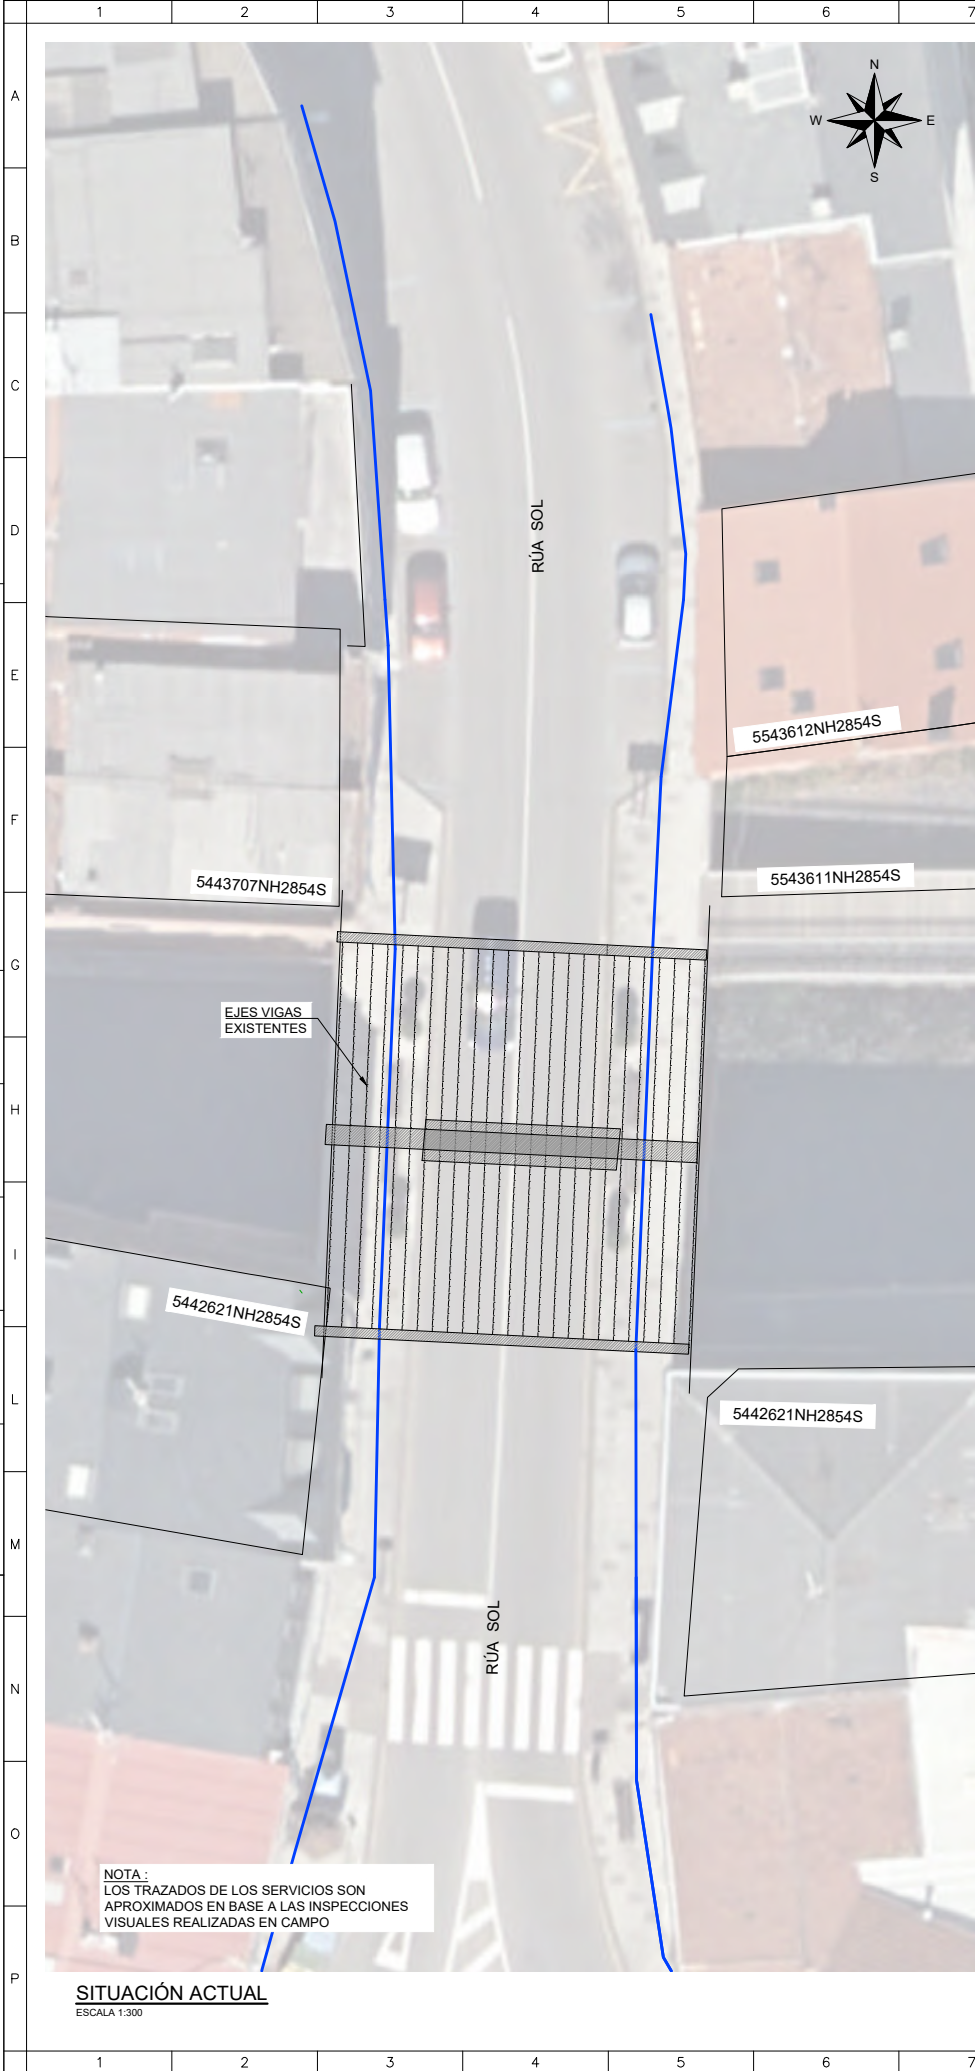 1 2 3 4 5 6 7
A
N
W E
S
B
C
D
RÚA SOL
E
5543612NH2854S
F
5443707NH2854S
5543611NH2854S
G
EJES VIGAS
EXISTENTES
H
I
5442621NH2854S
L
5442621NH2854S
M
RÚA SOL
N
O
NOTA :
LOS TRAZADOS DE LOS SERVICIOS SON
APROXIMADOS EN BASE A LAS INSPECCIONES
VISUALES REALIZADAS EN CAMPO
P
SITUACIÓN ACTUAL
ESCALA 1:300
1 2 3 4 5 6 7